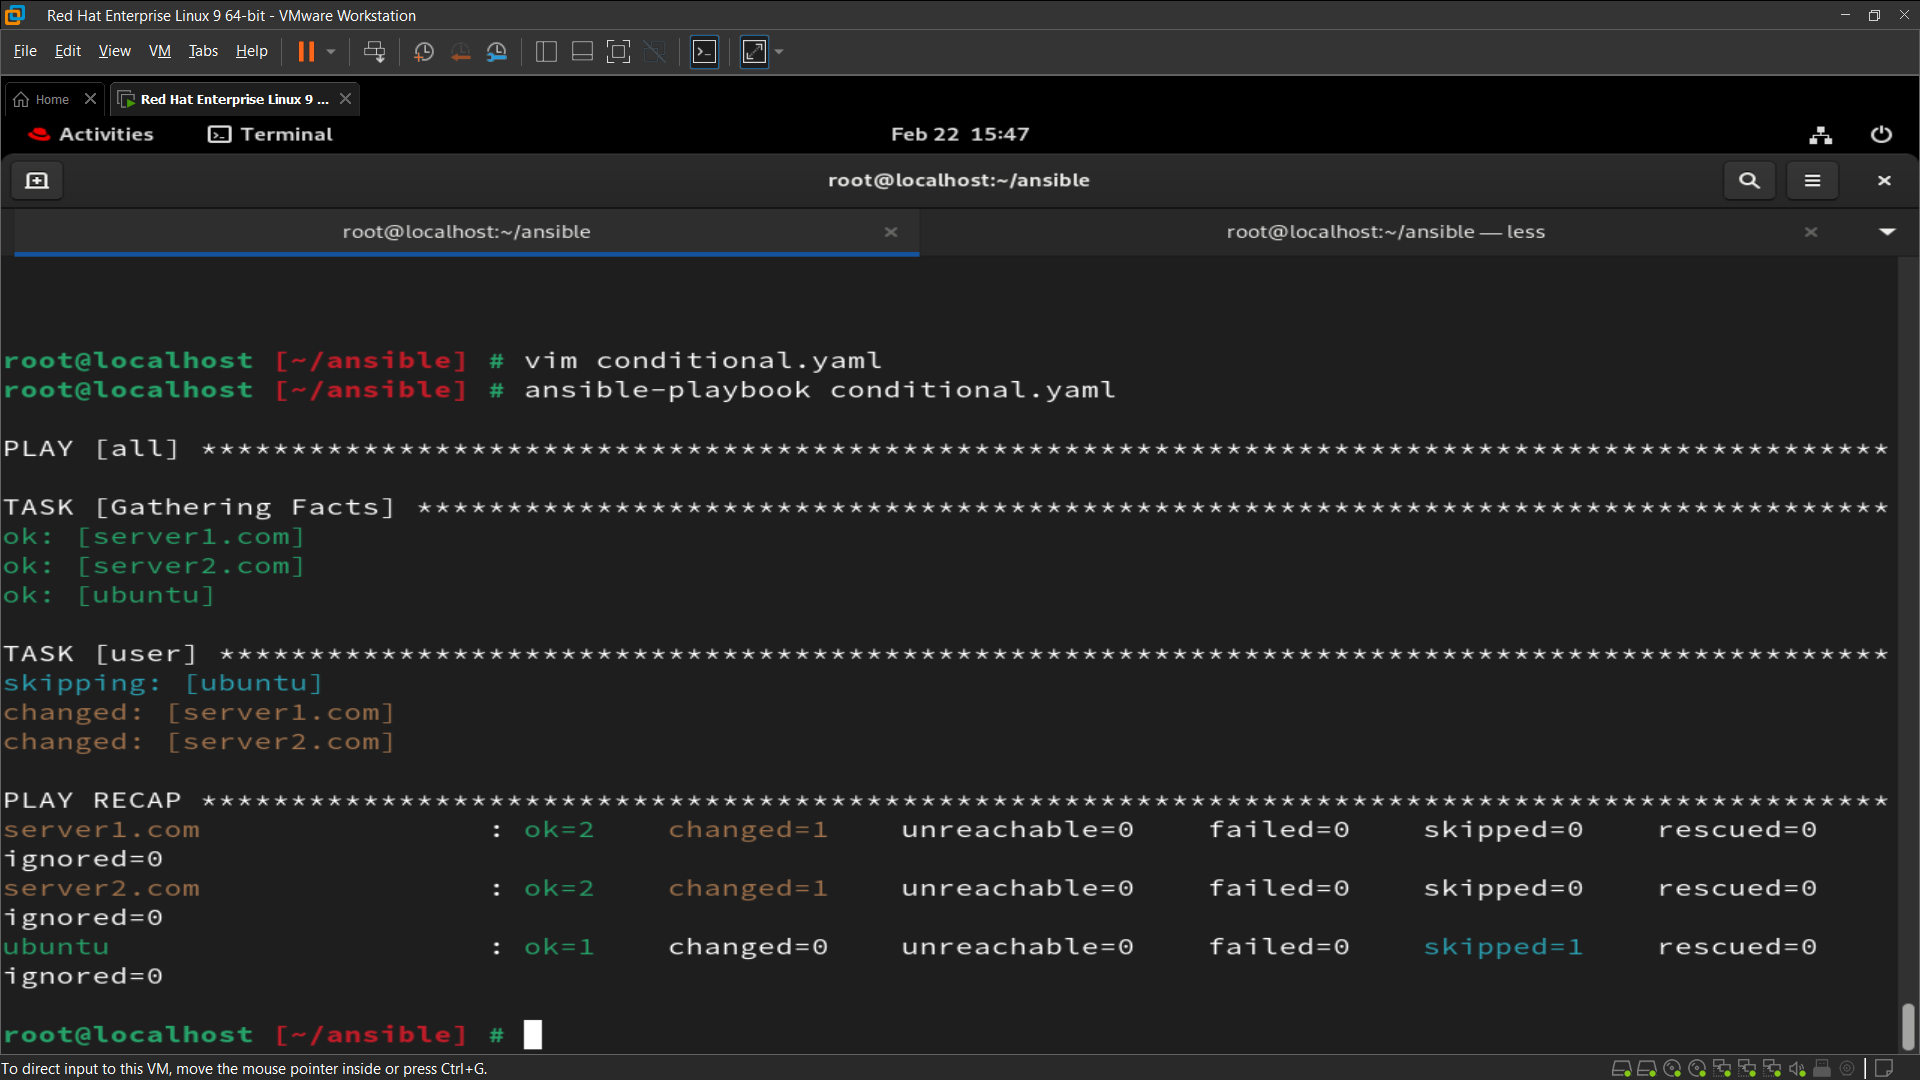 Red Hat Enterprise Linux 9 64-bit - VMware Workstation
File Edit View VM Tabs Help
Home
Red Hat Enterprise Linux 9 ...
Activities Terminal Feb 22 15:47
root@localhost:~/ansible
root@localhost:~/ansible root@localhost:~/ansible — less
root@localhost [~/ansible] # vim conditional.yaml
root@localhost [~/ansible] # ansible-playbook conditional.yaml
PLAY [all] **********************************************************************************************
TASK [Gathering Facts] **********************************************************************************
ok: [server1.com]
ok: [server2.com]
ok: [ubuntu]
TASK [user] *********************************************************************************************
skipping: [ubuntu]
changed: [server1.com]
changed: [server2.com]
PLAY RECAP **********************************************************************************************
server1.com : ok=2 changed=1 unreachable=0 failed=0 skipped=0 rescued=0
ignored=0
server2.com : ok=2 changed=1 unreachable=0 failed=0 skipped=0 rescued=0
ignored=0
ubuntu : ok=1 changed=0 unreachable=0 failed=0 skipped=1 rescued=0
ignored=0
root@localhost [~/ansible] #
To direct input to this VM, move the mouse pointer inside or press Ctrl+G.